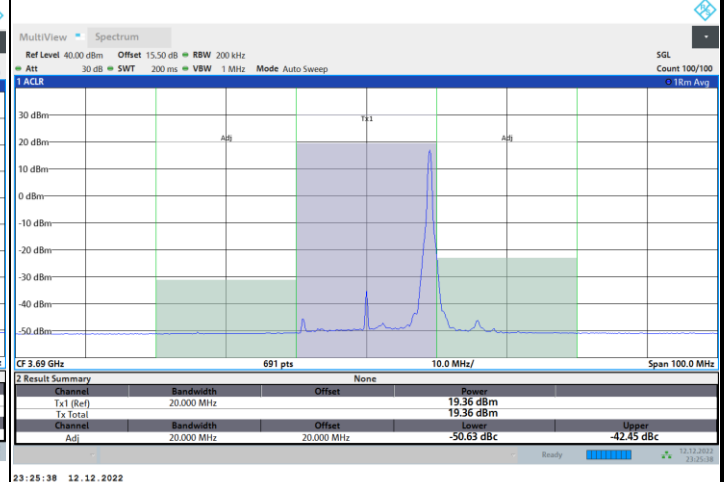 MultiView Spectrum
Ref Level 40.00 dBm Offset 15.50 dB RBW 200 kHz SGL
Att 30 dB SWT 200 ms VBW 1 MHz Mode Auto Sweep Count 100/100
1 ACLR 1Rm Avg
30 dBm
Tx1
20 dBm
Adj Adj
10 dBm
0 dBm
-10 dBm
-20 dBm
-30 dBm
-40 dBm
-50 dBm
CF 3.69 GHz 691 pts 10.0 MHz/ Span 100.0 MHz
2 Result Summary None
Channel Bandwidth Offset Power
Tx1 (Ref) 20.000 MHz 19.36 dBm
Tx Total 19.36 dBm
Channel Bandwidth Offset Lower Upper
Adj 20.000 MHz 20.000 MHz -50.63 dBc -42.45 dBc
Ready 12.12.2022
23:25:38
23:25:38 12.12.2022